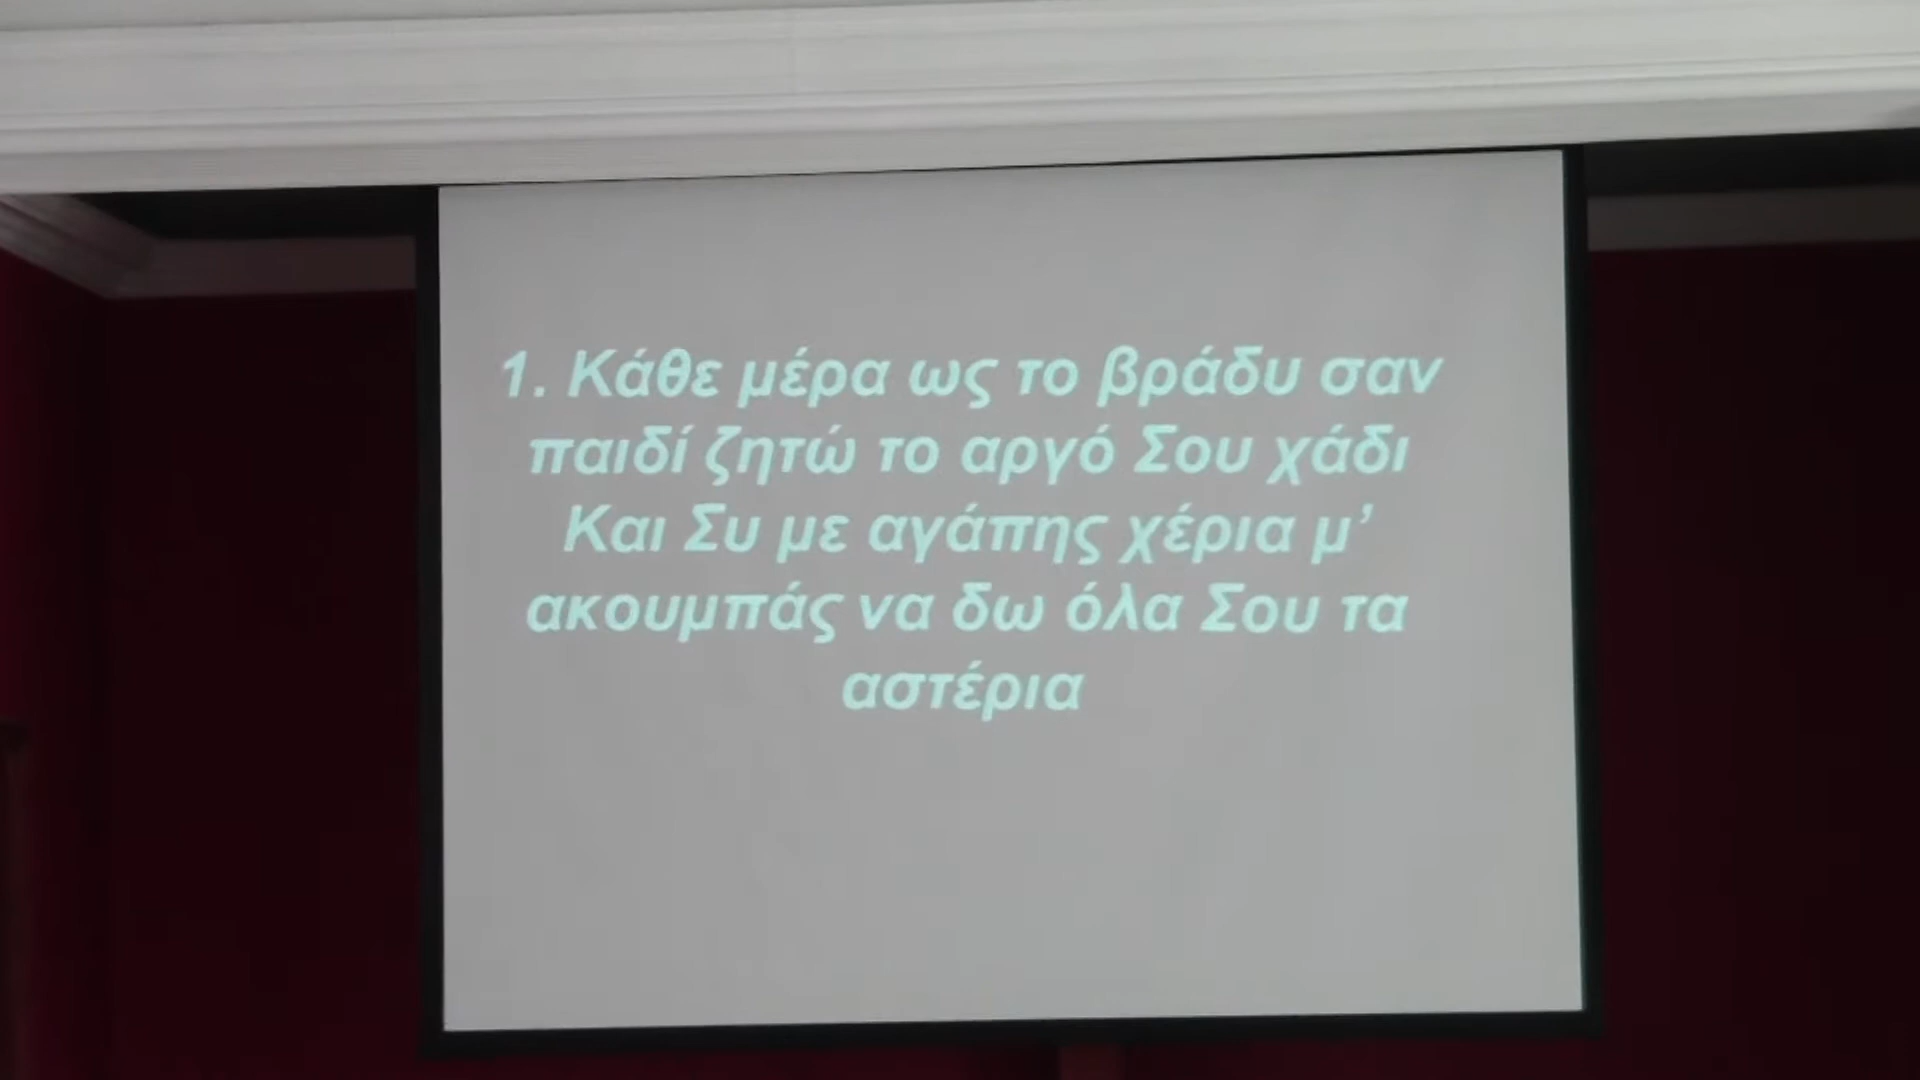 1. Κάθε μέρα ως το βράδυ σαν
παιδί ζητώ το αργό Σου χάδι
Και Συ με αγάπης χέρια μ’
ακουμπάς να δω όλα Σου τα
αστέρια